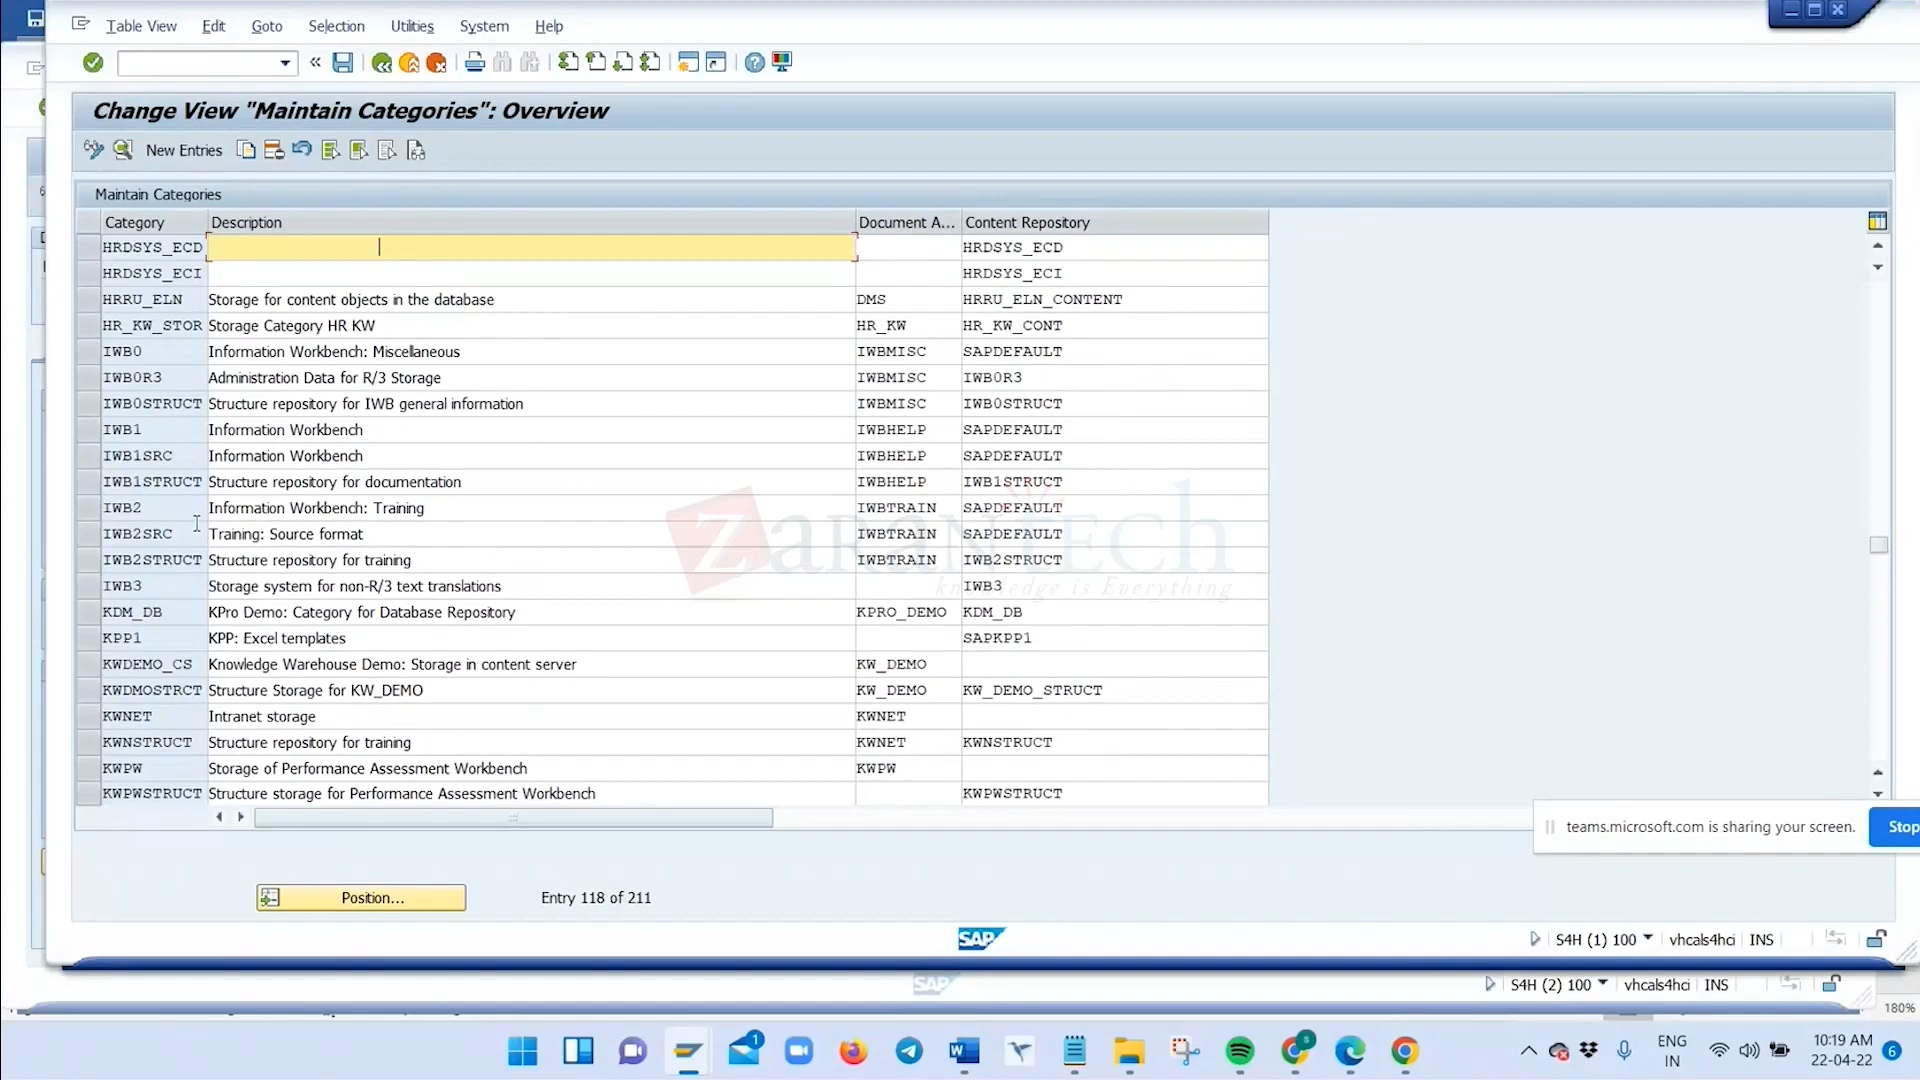 Table View Edit Goto Selection Utilities System Help
«
Change View "Maintain Categories": Overview
New Entries
Maintain Categories
Category Description Document A... Content Repository
HRDSYS_ECD HRDSYS_ECD
HRDSYS_ECI HRDSYS_ECI
HRRU_ELN Storage for content objects in the database DMS HRRU_ELN_CONTENT
HR_KW_STOR Storage Category HR KW HR_KW HR_KW_CONT
IWB0 Information Workbench: Miscellaneous IWBMISC SAPDEFAULT
IWB0R3 Administration Data for R/3 Storage IWBMISC IWB0R3
IWB0STRUCT Structure repository for IWB general information IWBMISC IWB0STRUCT
IWB1 Information Workbench IWBHELP SAPDEFAULT
IWB1SRC Information Workbench IWBHELP SAPDEFAULT
IWB1STRUCT Structure repository for documentation IWBHELP IWB1STRUCT
IWB2 Information Workbench: Training IWBTRAIN SAPDEFAULT
IWB2SRC Training: Source format IWBTRAIN SAPDEFAULT
IWB2STRUCT Structure repository for training IWBTRAIN IWB2STRUCT
IWB3 Storage system for non-R/3 text translations IWB3
KDM_DB KPro Demo: Category for Database Repository KPRO_DEMO KDM_DB
KPP1 KPP: Excel templates SAPKPP1
KWDEMO_CS Knowledge Warehouse Demo: Storage in content server KW_DEMO
KWDMOSTRCT Structure Storage for KW_DEMO KW_DEMO KW_DEMO_STRUCT
KWNET Intranet storage KWNET
KWNSTRUCT Structure repository for training KWNET KWNSTRUCT
KWPW Storage of Performance Assessment Workbench KWPW
KWPWSTRUCT Structure storage for Performance Assessment Workbench KWPWSTRUCT
ZaranTech
knowledge is Everything
teams.microsoft.com is sharing your screen. Stop
Position... Entry 118 of 211
SAP S4H (1) 100 vhcals4hci INS
SAP S4H (2) 100 vhcals4hci INS
180%
1 ENG 10:19 AM
IN 22-04-22 6